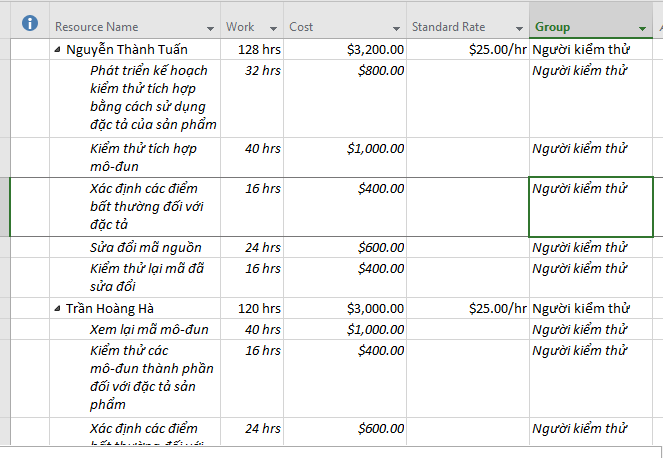 Resource Name Work Cost Standard Rate Group
Nguyễn Thành Tuấn 128 hrs $3,200.00 $25.00/hr Người kiểm thử
Phát triển kế hoạch 32 hrs $800.00 Người kiểm thử
kiểm thử tích hợp
bằng cách sử dụng
đặc tả của sản phẩm
Kiểm thử tích hợp 40 hrs $1,000.00 Người kiểm thử
mô-đun
Xác định các điểm 16 hrs $400.00 Người kiểm thử
bất thường đối với
đặc tả
Sửa đổi mã nguồn 24 hrs $600.00 Người kiểm thử
Kiểm thử lại mã đã 16 hrs $400.00 Người kiểm thử
sửa đổi
Trần Hoàng Hà 120 hrs $3,000.00 $25.00/hr Người kiểm thử
Xem lại mã mô-đun 40 hrs $1,000.00 Người kiểm thử
Kiểm thử các 16 hrs $400.00 Người kiểm thử
mô-đun thành phần
đối với đặc tả sản
phẩm
Xác định các điểm 24 hrs $600.00 Người kiểm thử
bất thường đối với